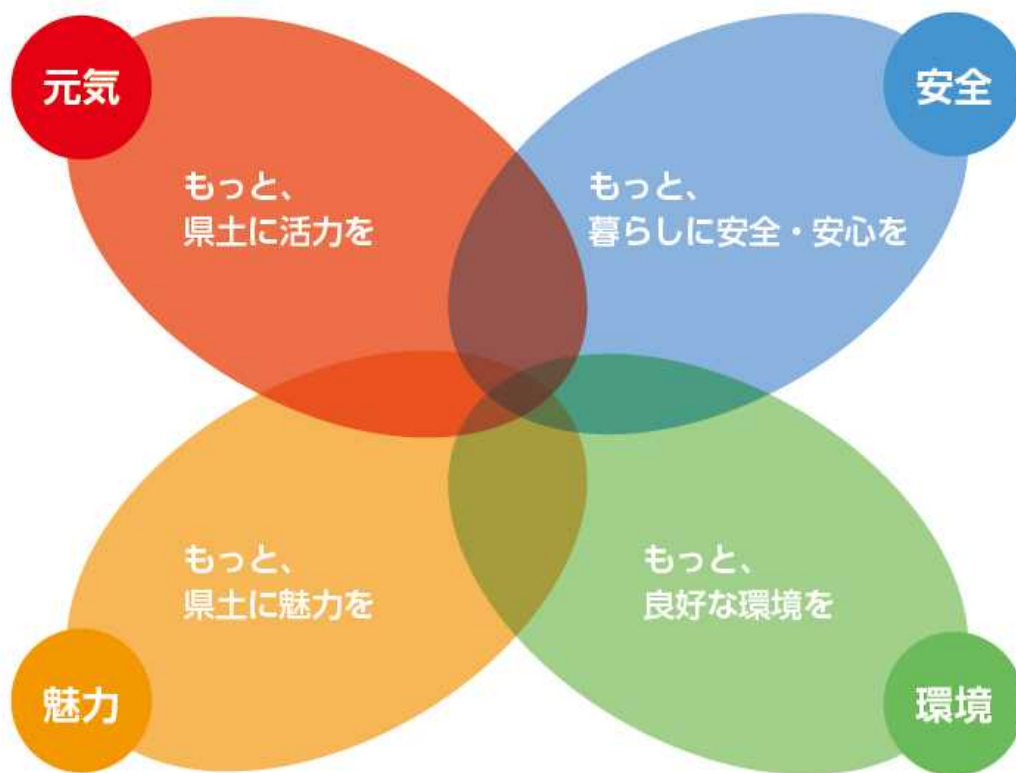 元気
安全
もっと、
県土に活力を
もっと、
暮らしに安全・安心を
もっと、
県土に魅力を
もっと、
良好な環境を
魅力
環境